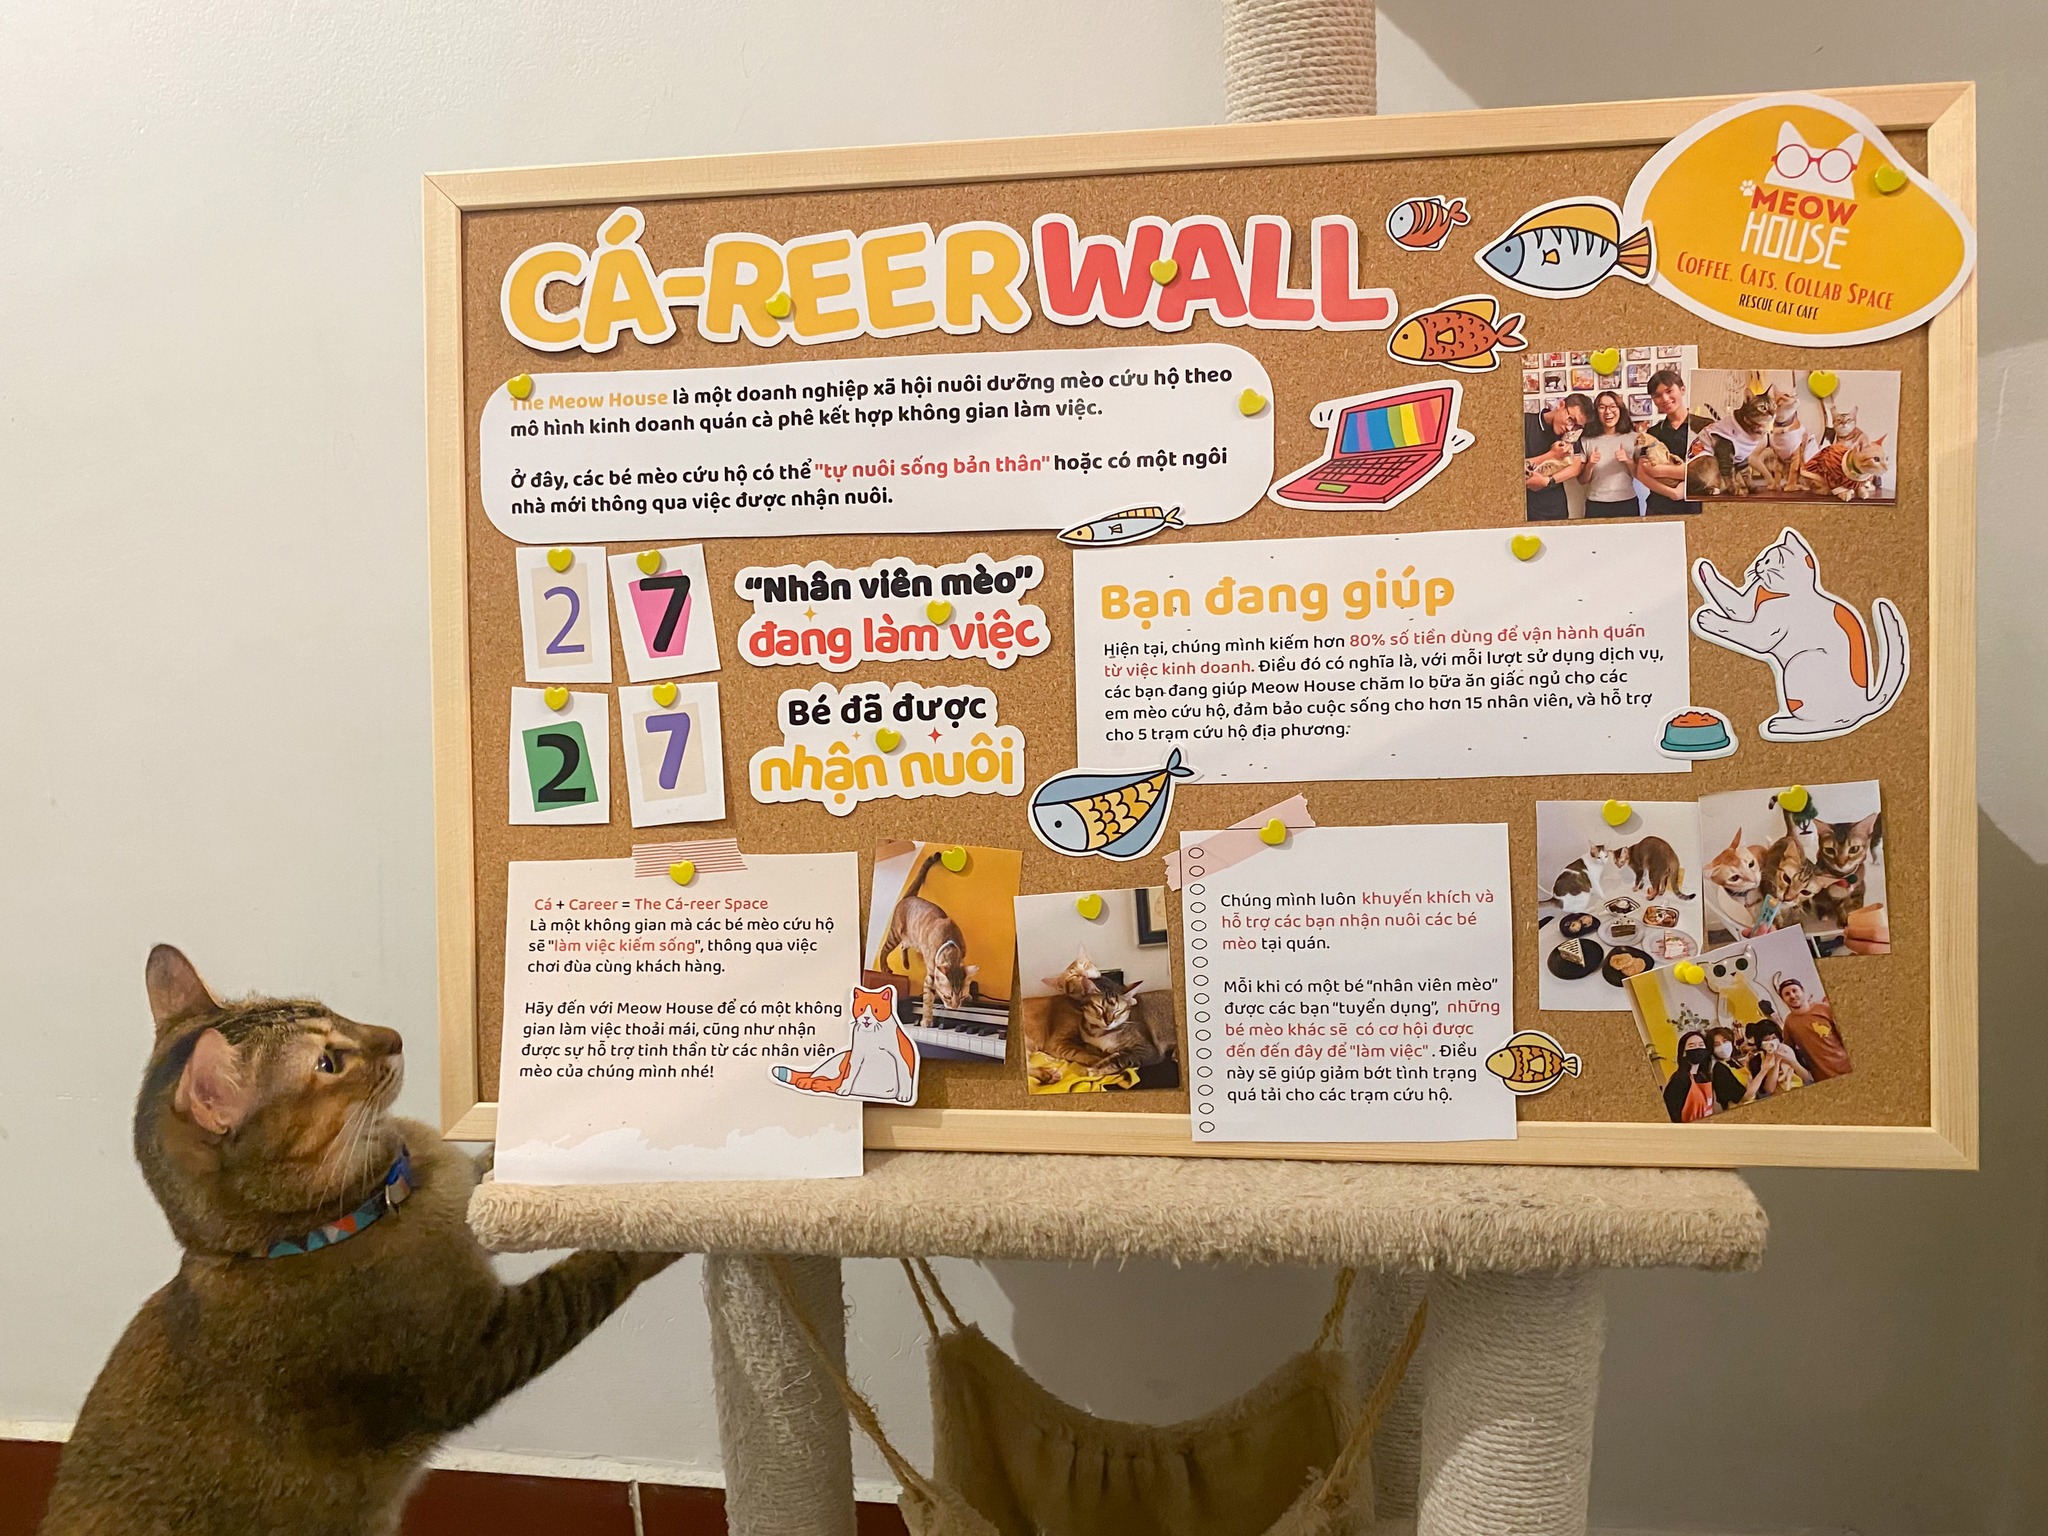 CÁ-REER WALL
MEOW
HOUSE
COFFEE. CATS. COLLAB SPACE
RESCUE CAT CAFE
The Meow House là một doanh nghiệp xã hội nuôi dưỡng mèo cứu hộ theo
mô hình kinh doanh quán cà phê kết hợp không gian làm việc.
Ở đây, các bé mèo cứu hộ có thể "tự nuôi sống bản thân" hoặc có một ngôi
nhà mới thông qua việc được nhận nuôi.
27
“Nhân viên mèo”
đang làm việc
27
Bé đã được
nhận nuôi
Bạn đang giúp
Hiện tại, chúng mình kiếm hơn 80% số tiền dùng để vận hành quán
từ việc kinh doanh. Điều đó có nghĩa là, với mỗi lượt sử dụng dịch vụ,
các bạn đang giúp Meow House chăm lo bữa ăn giấc ngủ cho các
em mèo cứu hộ, đảm bảo cuộc sống cho hơn 15 nhân viên, và hỗ trợ
cho 5 trạm cứu hộ địa phương.
Cá + Career = The Cá-reer Space
Là một không gian mà các bé mèo cứu hộ
sẽ "làm việc kiếm sống", thông qua việc
chơi đùa cùng khách hàng.
Hãy đến với Meow House để có một không
gian làm việc thoải mái, cũng như nhận
được sự hỗ trợ tinh thần từ các nhân viên
mèo của chúng mình nhé!
Chúng mình luôn khuyến khích và
hỗ trợ các bạn nhận nuôi các bé
mèo tại quán.
Mỗi khi có một bé “nhân viên mèo”
được các bạn “tuyển dụng”, những
bé mèo khác sẽ có cơ hội được
đến đến đây để "làm việc" . Điều
này sẽ giúp giảm bớt tình trạng
quá tải cho các trạm cứu hộ.